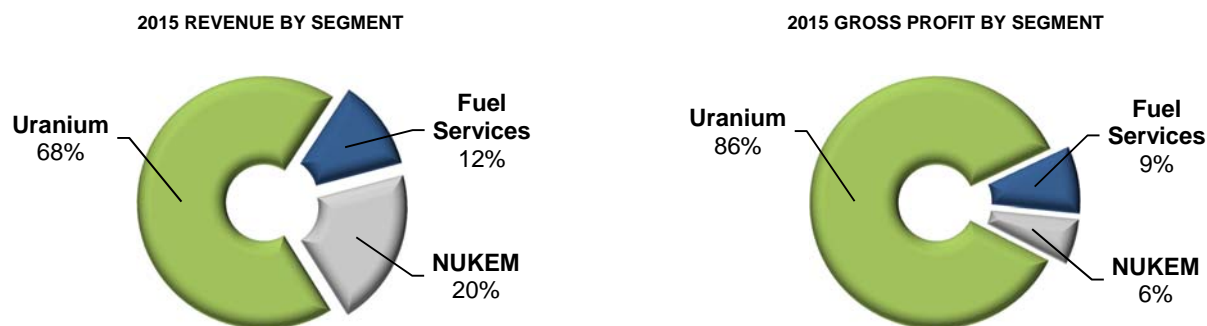 2015 REVENUE BY SEGMENT
Uranium
68%
Fuel
Services
12%
NUKEM
20%
2015 GROSS PROFIT BY SEGMENT
Uranium
86%
Fuel
Services
9%
NUKEM
6%